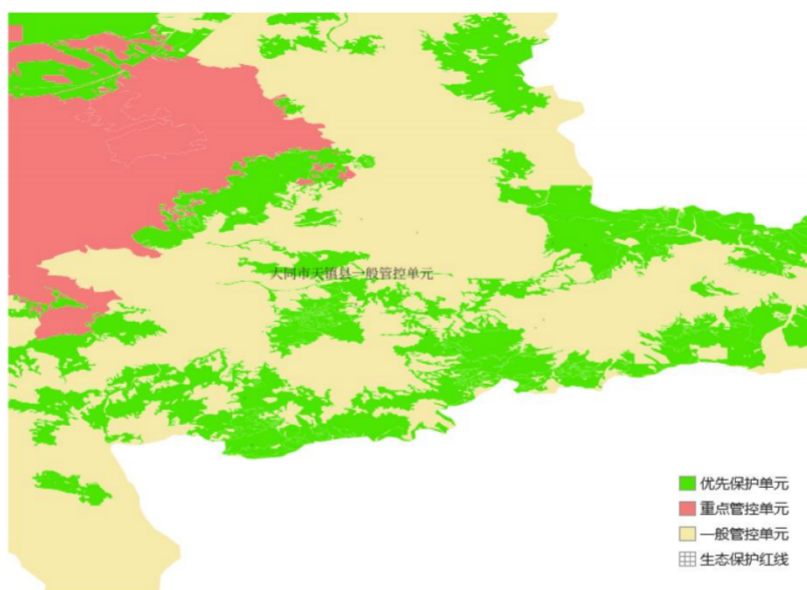 大同市天镇县一般管控单元
优先保护单元
重点管控单元
一般管控单元
生态保护红线